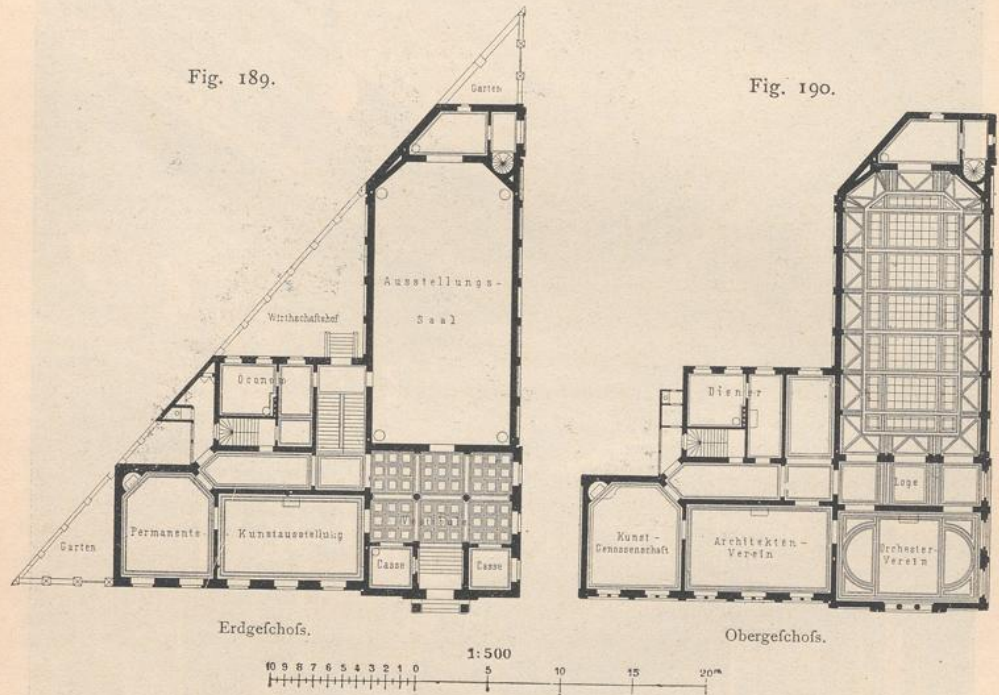 Fig. 189.
Garten
Ausstellungs-
Saal
Wirthschaftshof
Permanente
Kunstausstellung
Casse
Casse
Garten
Erdgeſchoſs.
Fig. 190.
Diener
Loge
Kunst-
Genossenschaft
Architekten-
Verein
Orchester-
Verein
Obergeſchoſs.
1:500
10 9 8 7 6 5 4 3 2 1 0 5 10 15 20m